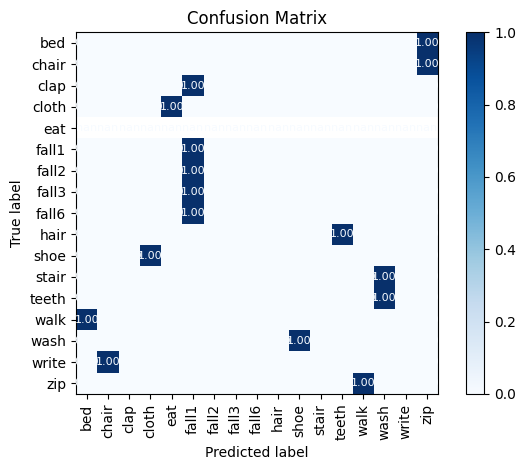 Confusion Matrix
True label
bed 1.00
chair 1.00
clap 1.00
cloth 1.00
eat
fall1 1.00
fall2 1.00
fall3 1.00
fall6 1.00
hair 1.00
shoe 1.00
stair 1.00
teeth 1.00
walk 1.00
wash 1.00
write 1.00
zip 1.00
bed chair clap cloth eat fall1 fall2 fall3 fall6 hair shoe stair teeth walk wash write zip
Predicted label
1.0
0.8
0.6
0.4
0.2
0.0